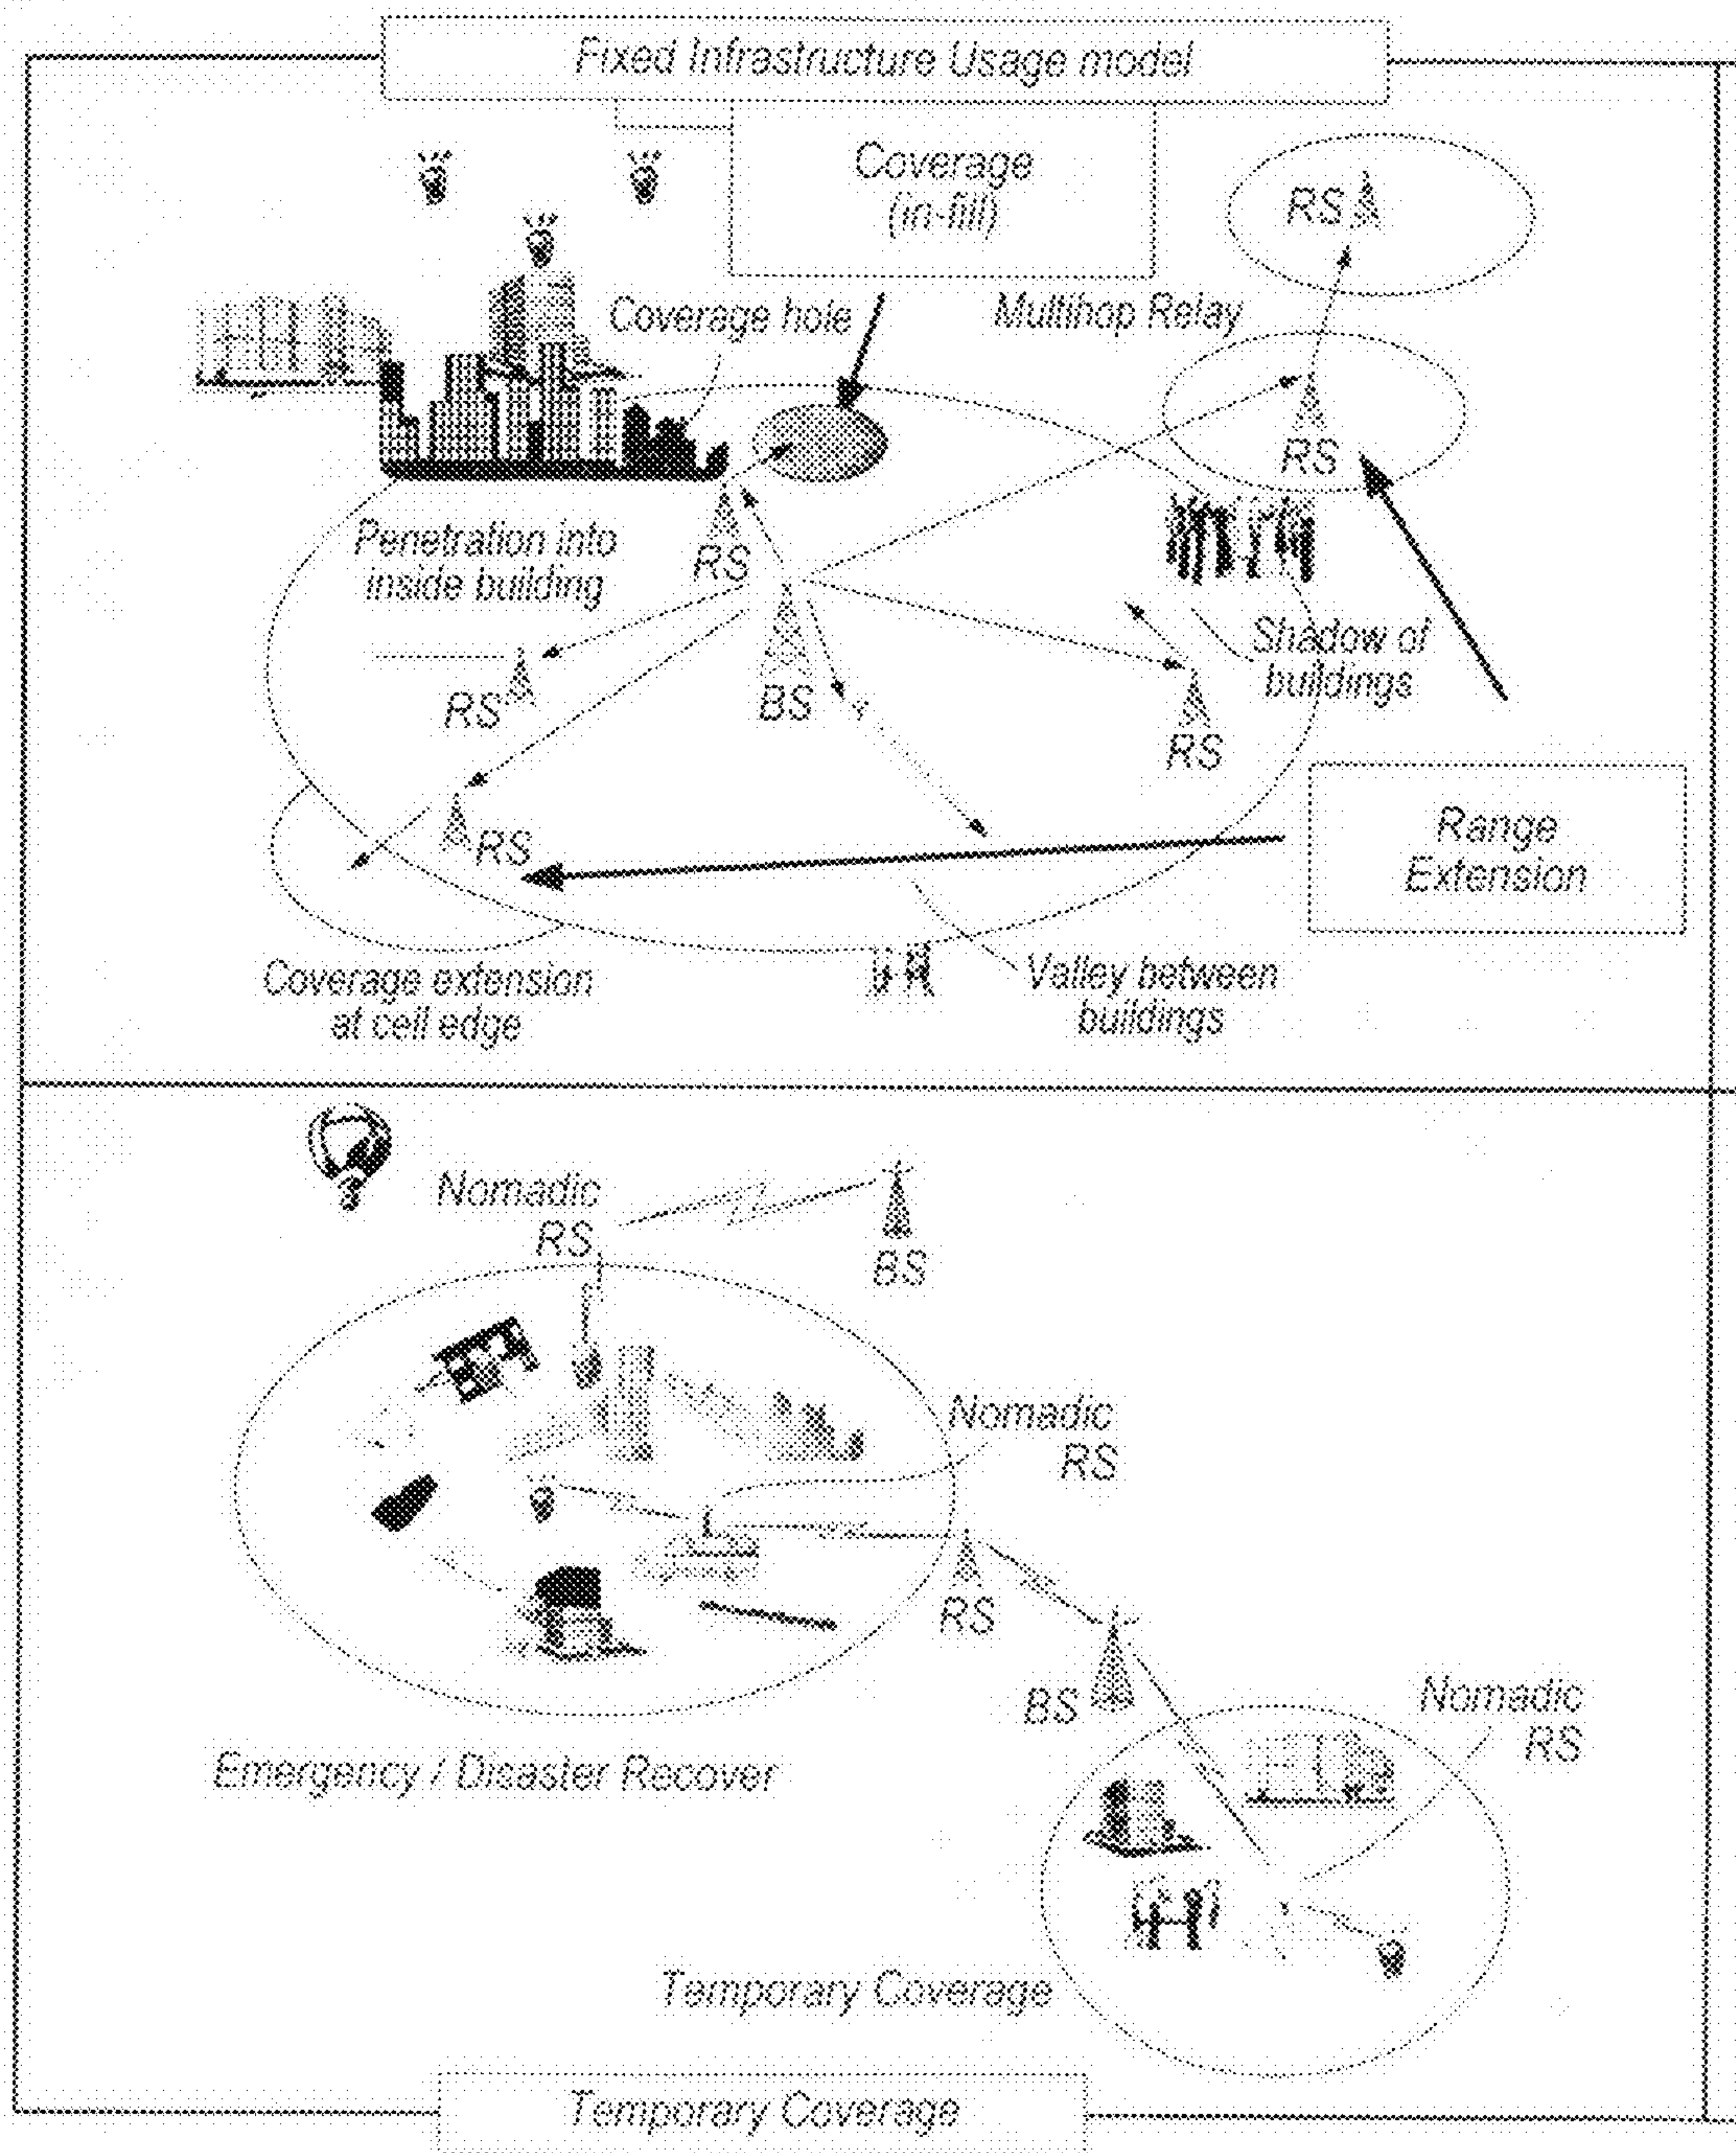 Fixed Infrastructure Usage model
Coverage
(in-fill)
RS
Coverage hole
Multihop Relay
RS
Penetration into
inside building
RS
Shadow of
buildings
RS
BS
RS
RS
Range
Extension
Coverage extension
at cell edge
Valley between
buildings
Nomadic
RS
BS
Nomadic
RS
RS
BS
Nomadic
RS
Emergency / Disaster Recover
Temporary Coverage
Temporary Coverage